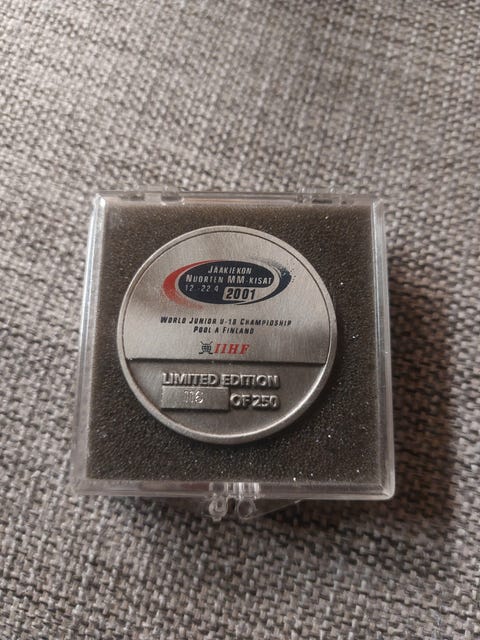 JÄÄKIEKON
NUORTEN MM-KISAT
12.-22.4.
2001
WORLD JUNIOR U-18 CHAMPIONSHIP
POOL A FINLAND
IIHF
LIMITED EDITION
116 OF 250